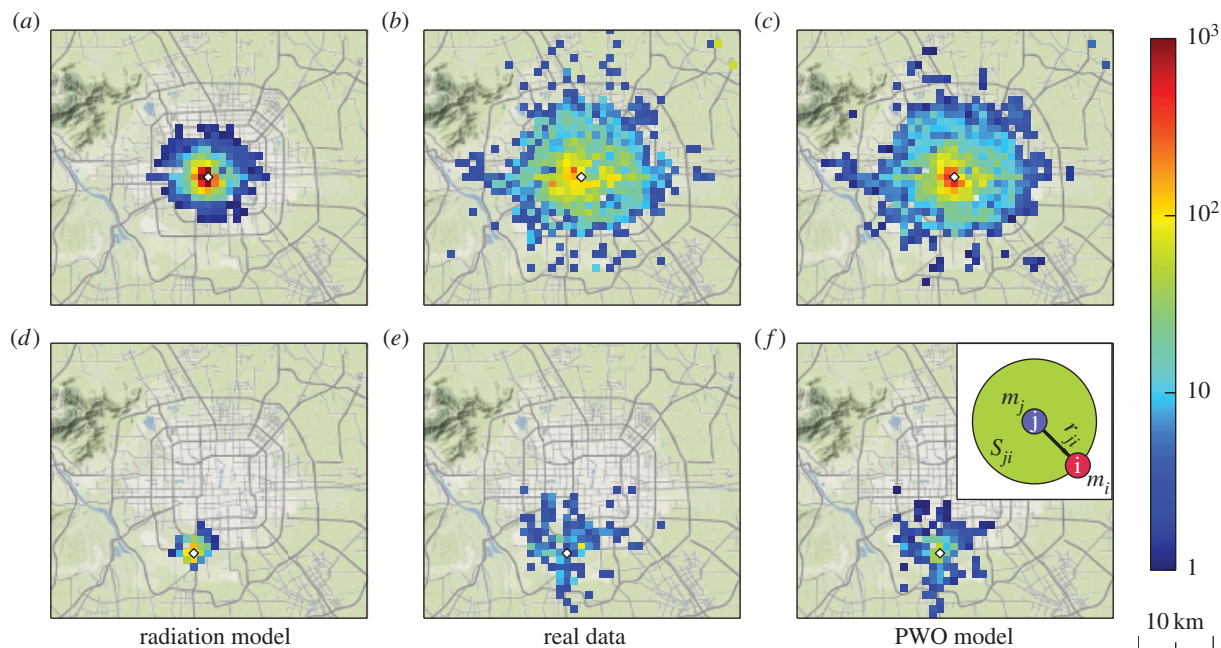 (a)
(b)
(c)
10³
10²
10
1
(d)
(e)
(f)
m_j
j
r_ji
S_ji
i
m_i
radiation model
real data
PWO model
10 km